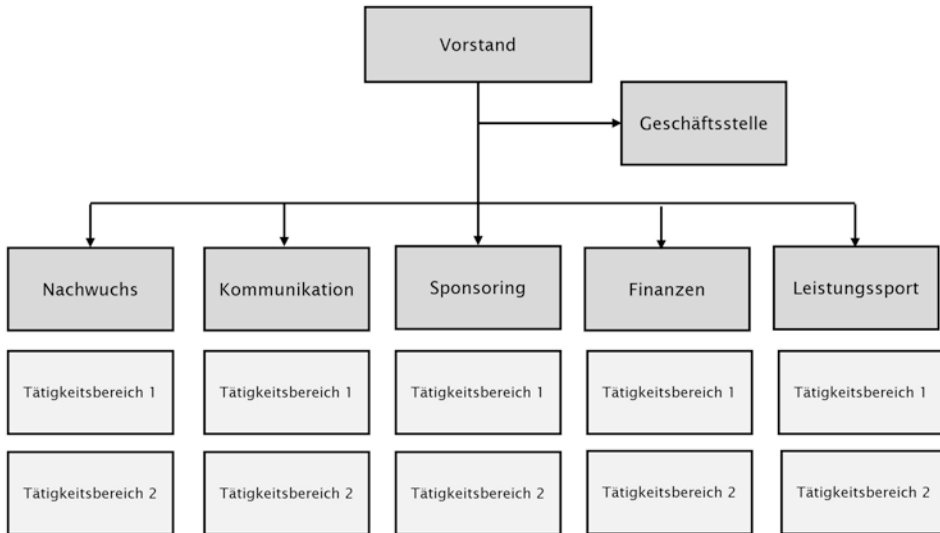 Vorstand
Geschäftsstelle
Nachwuchs
Kommunikation
Sponsoring
Finanzen
Leistungssport
Tätigkeitsbereich 1
Tätigkeitsbereich 1
Tätigkeitsbereich 1
Tätigkeitsbereich 1
Tätigkeitsbereich 1
Tätigkeitsbereich 2
Tätigkeitsbereich 2
Tätigkeitsbereich 2
Tätigkeitsbereich 2
Tätigkeitsbereich 2